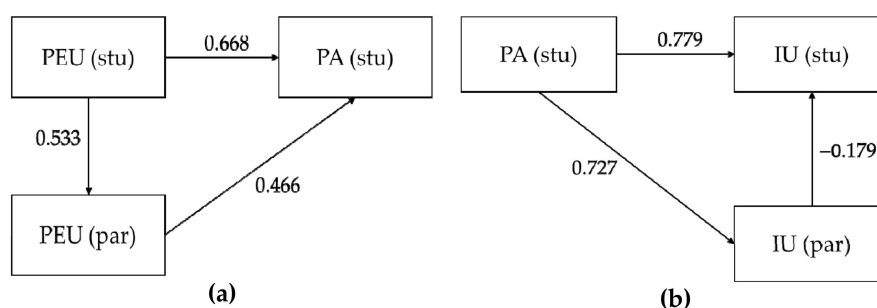 PEU (stu)
0.668
PA (stu)
0.533
0.466
PEU (par)
(a)
PA (stu)
0.779
IU (stu)
0.727
−0.179
IU (par)
(b)